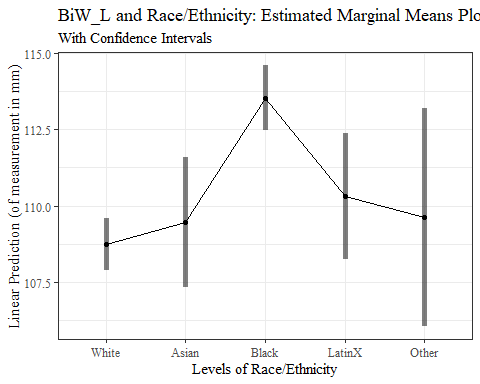 BiW_L and Race/Ethnicity: Estimated Marginal Means Plo
With Confidence Intervals
Linear Prediction (of measurement in mm)
115.0
112.5
110.0
107.5
White Asian Black LatinX Other
Levels of Race/Ethnicity